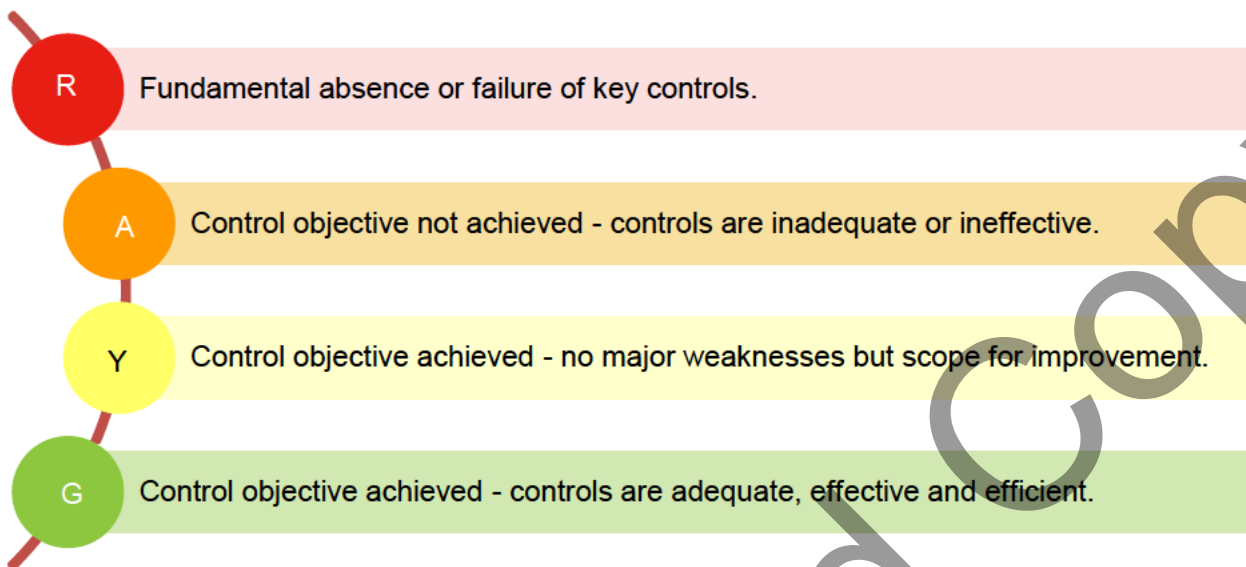 R
Fundamental absence or failure of key controls.
A
Control objective not achieved - controls are inadequate or ineffective.
Y
Control objective achieved - no major weaknesses but scope for improvement.
G
Control objective achieved - controls are adequate, effective and efficient.